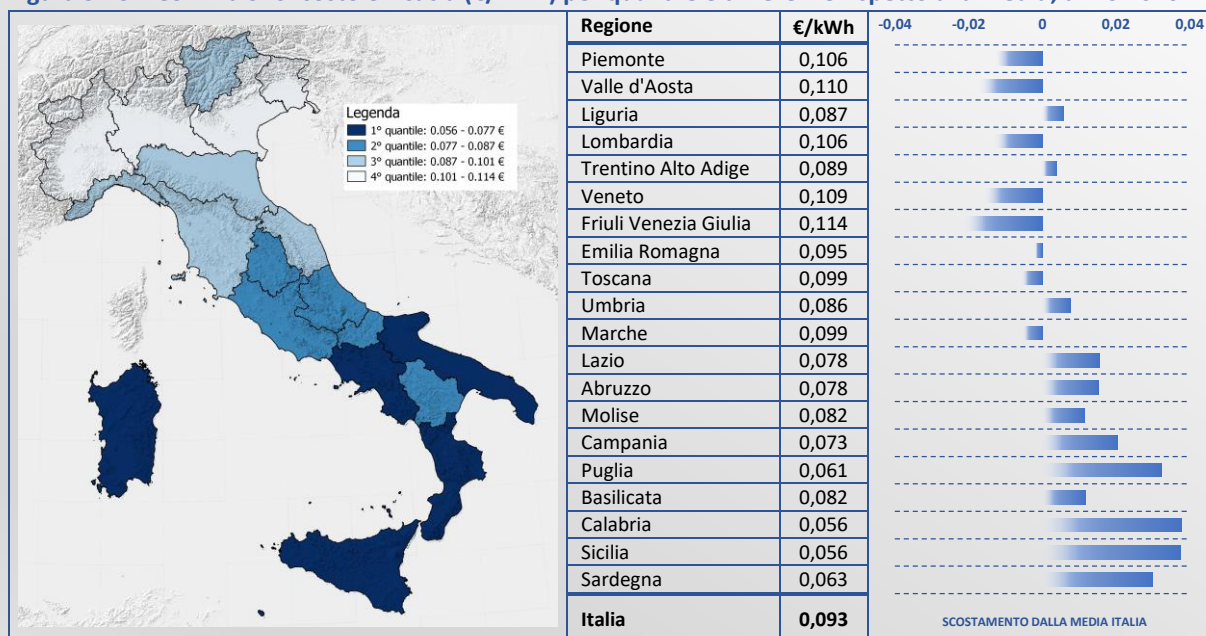 Legenda
1° quantile: 0.056 - 0.077 €
2° quantile: 0.077 - 0.087 €
3° quantile: 0.087 - 0.101 €
4° quantile: 0.101 - 0.114 €
Regione €/kWh -0,04 -0,02 0 0,02 0,04
Piemonte 0,106
Valle d'Aosta 0,110
Liguria 0,087
Lombardia 0,106
Trentino Alto Adige 0,089
Veneto 0,109
Friuli Venezia Giulia 0,114
Emilia Romagna 0,095
Toscana 0,099
Umbria 0,086
Marche 0,099
Lazio 0,078
Abruzzo 0,078
Molise 0,082
Campania 0,073
Puglia 0,061
Basilicata 0,082
Calabria 0,056
Sicilia 0,056
Sardegna 0,063
Italia 0,093 SCOSTAMENTO DALLA MEDIA ITALIA